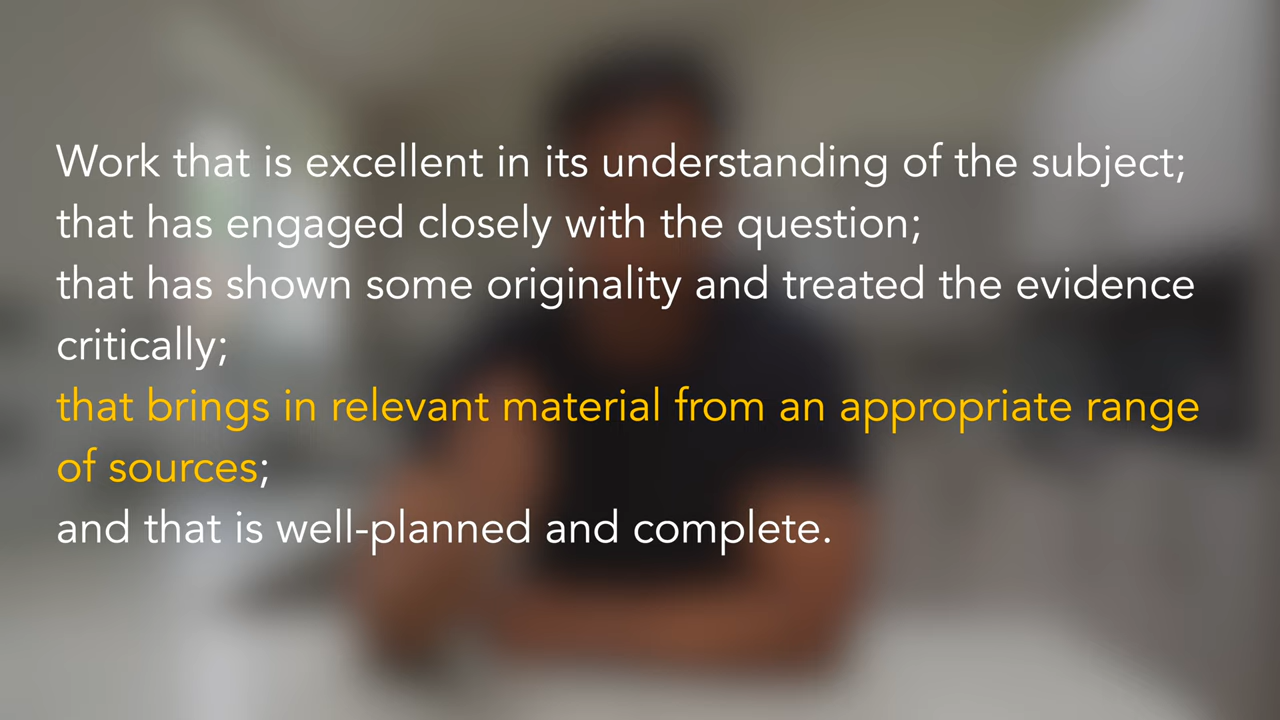 Work that is excellent in its understanding of the subject;
that has engaged closely with the question;
that has shown some originality and treated the evidence
critically;
that brings in relevant material from an appropriate range
of sources;
and that is well-planned and complete.